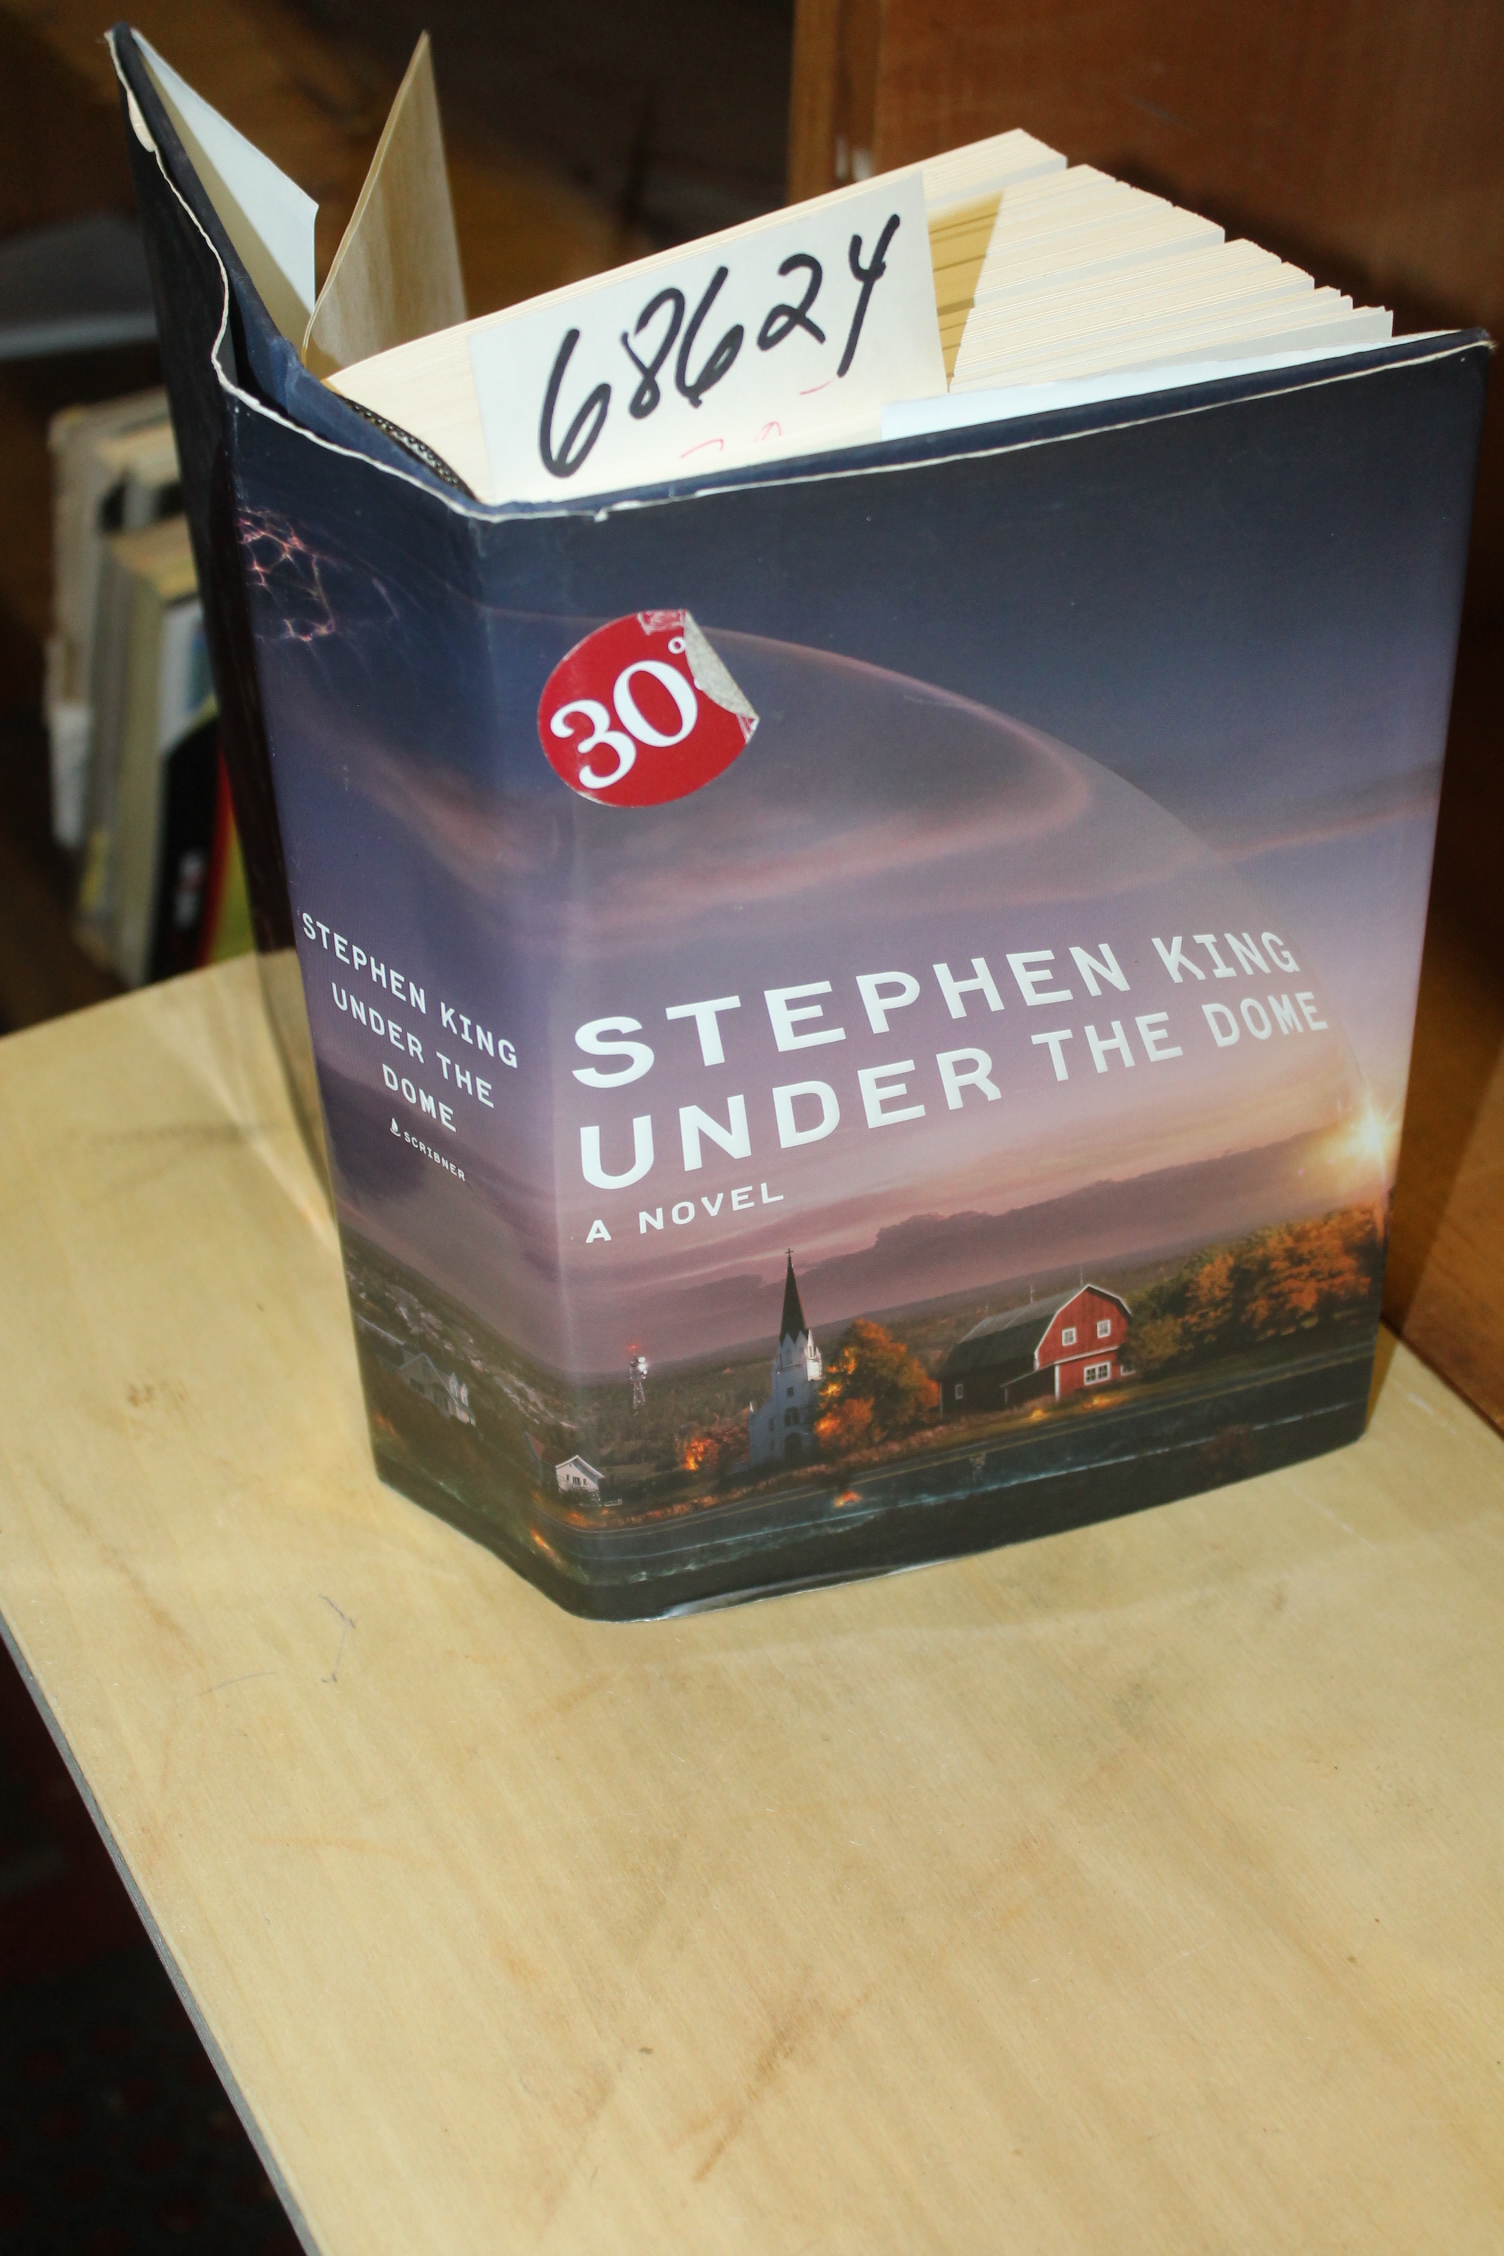 68624
30°
STEPHEN KING
UNDER THE DOME
A NOVEL
STEPHEN KING
UNDER THE
DOME
SCRIBNER